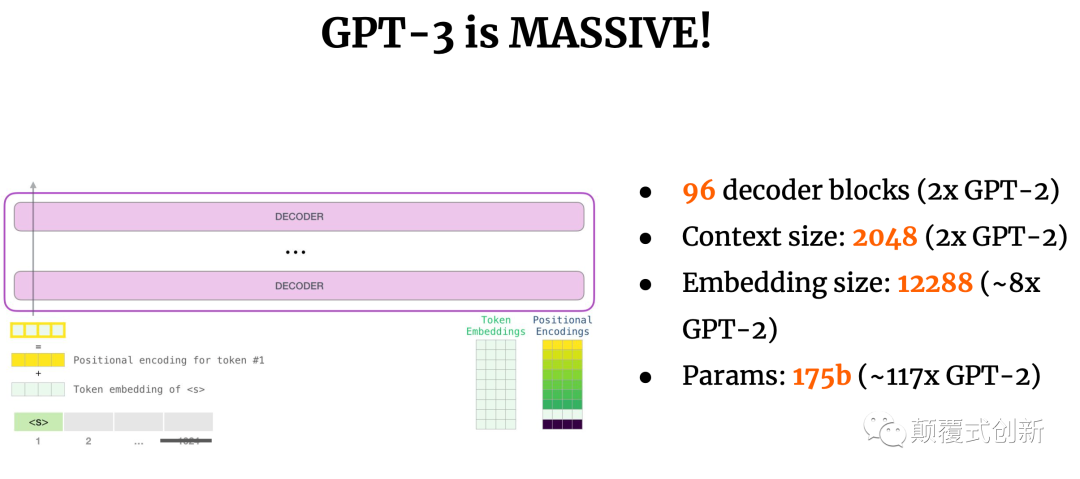 GPT-3 is MASSIVE!
DECODER
...
DECODER
=
Positional encoding for token #1
+
Token embedding of <s>
<s>
1 2 ... 1024
Token
Embeddings
Positional
Encodings
● 96 decoder blocks (2x GPT-2)
● Context size: 2048 (2x GPT-2)
● Embedding size: 12288 (~8x
GPT-2)
● Params: 175b (~117x GPT-2)
颠覆式创新